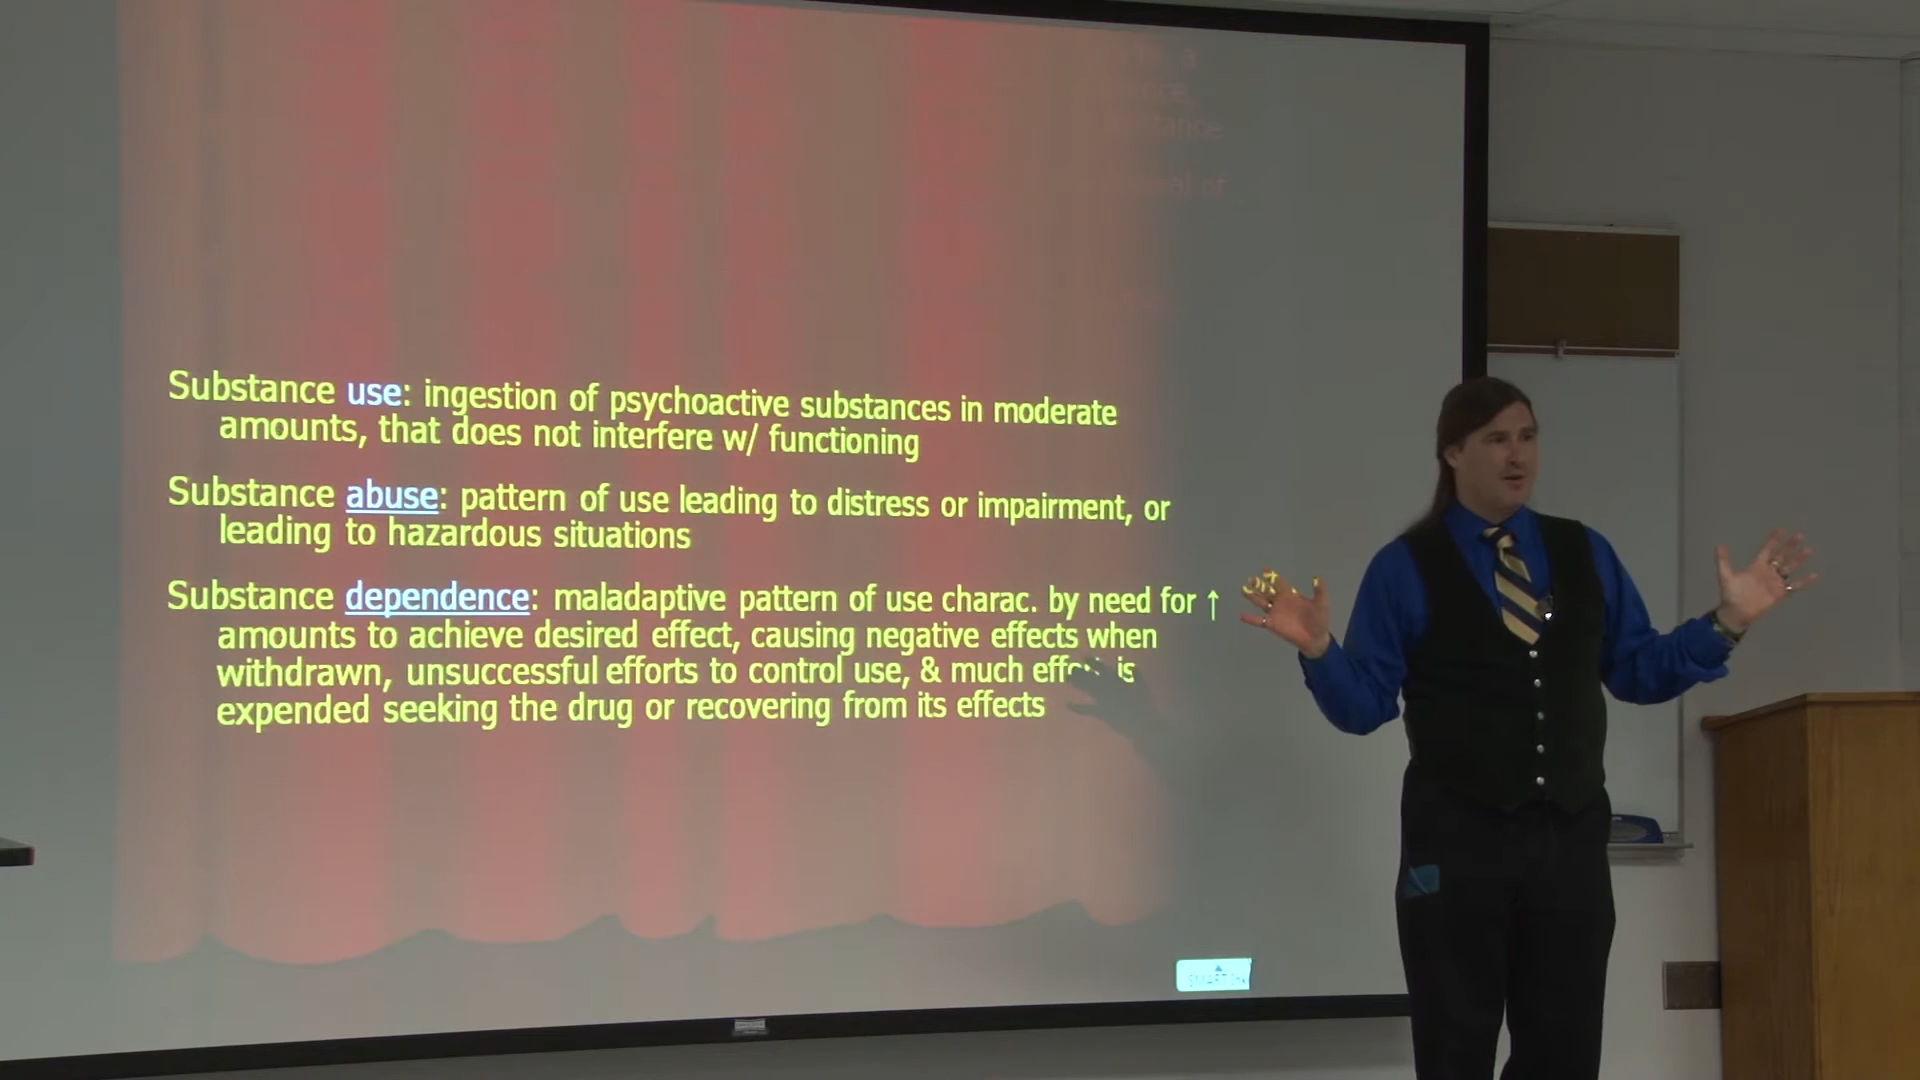 Substance use: ingestion of psychoactive substances in moderate
amounts, that does not interfere w/ functioning
Substance abuse: pattern of use leading to distress or impairment, or
leading to hazardous situations
Substance dependence: maladaptive pattern of use charac. by need for ↑
amounts to achieve desired effect, causing negative effects when
withdrawn, unsuccessful efforts to control use, & much effort is
expended seeking the drug or recovering from its effects